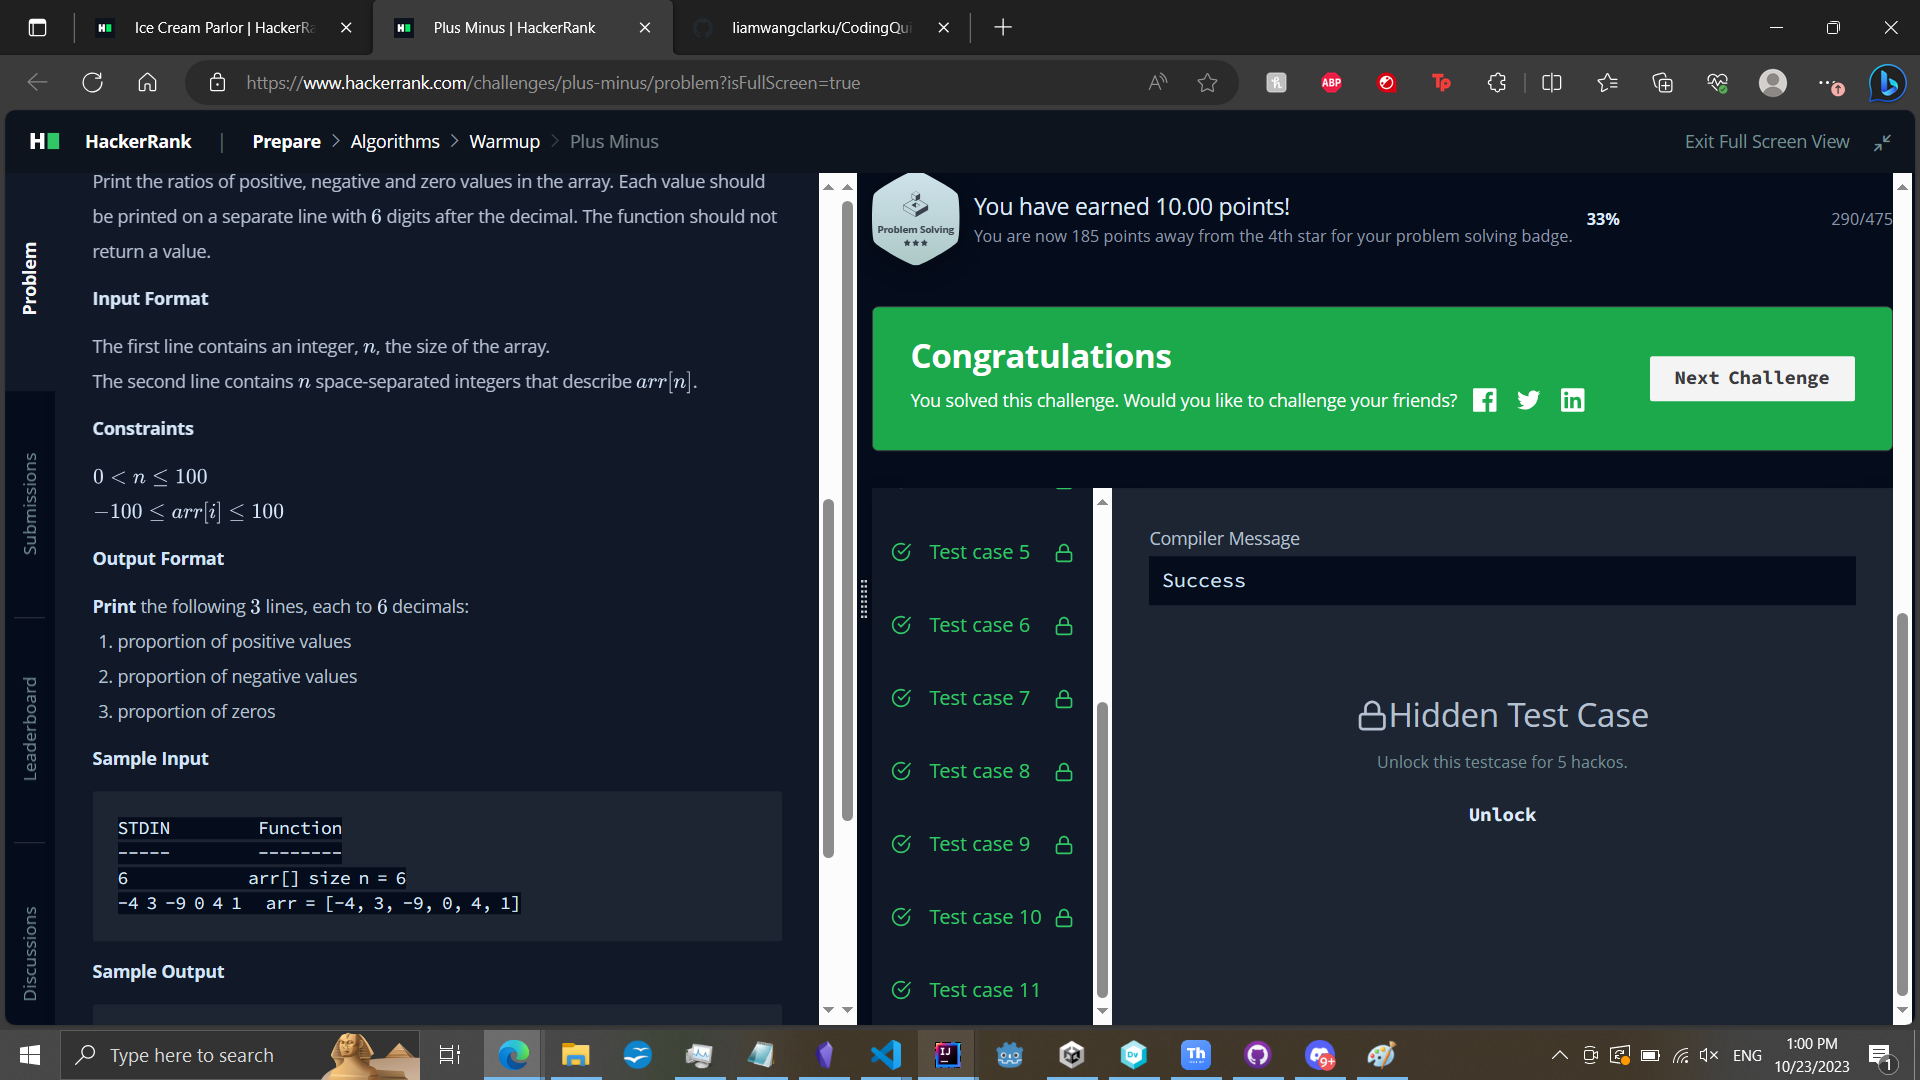 Ice Cream Parlor | HackerRa
Plus Minus | HackerRank
liamwangclarku/CodingQui
https://www.hackerrank.com/challenges/plus-minus/problem?isFullScreen=true
HackerRank | Prepare > Algorithms > Warmup > Plus Minus
Exit Full Screen View
Problem
Submissions
Leaderboard
Discussions
Print the ratios of positive, negative and zero values in the array. Each value should
be printed on a separate line with 6 digits after the decimal. The function should not
return a value.
Input Format
The first line contains an integer, n, the size of the array.
The second line contains n space-separated integers that describe arr[n].
Constraints
0 < n ≤ 100
−100 ≤ arr[i] ≤ 100
Output Format
Print the following 3 lines, each to 6 decimals:
1. proportion of positive values
2. proportion of negative values
3. proportion of zeros
Sample Input
STDIN Function
----- --------
6 arr[] size n = 6
-4 3 -9 0 4 1 arr = [-4, 3, -9, 0, 4, 1]
Sample Output
Problem Solving
You have earned 10.00 points!
You are now 185 points away from the 4th star for your problem solving badge.
33%
290/475
Congratulations
You solved this challenge. Would you like to challenge your friends?
Next Challenge
Test case 5
Test case 6
Test case 7
Test case 8
Test case 9
Test case 10
Test case 11
Compiler Message
Success
Hidden Test Case
Unlock this testcase for 5 hackos.
Unlock
Type here to search
ENG
1:00 PM
10/23/2023
1
ABP
Tp
H
IJ
Dv
Th
9+